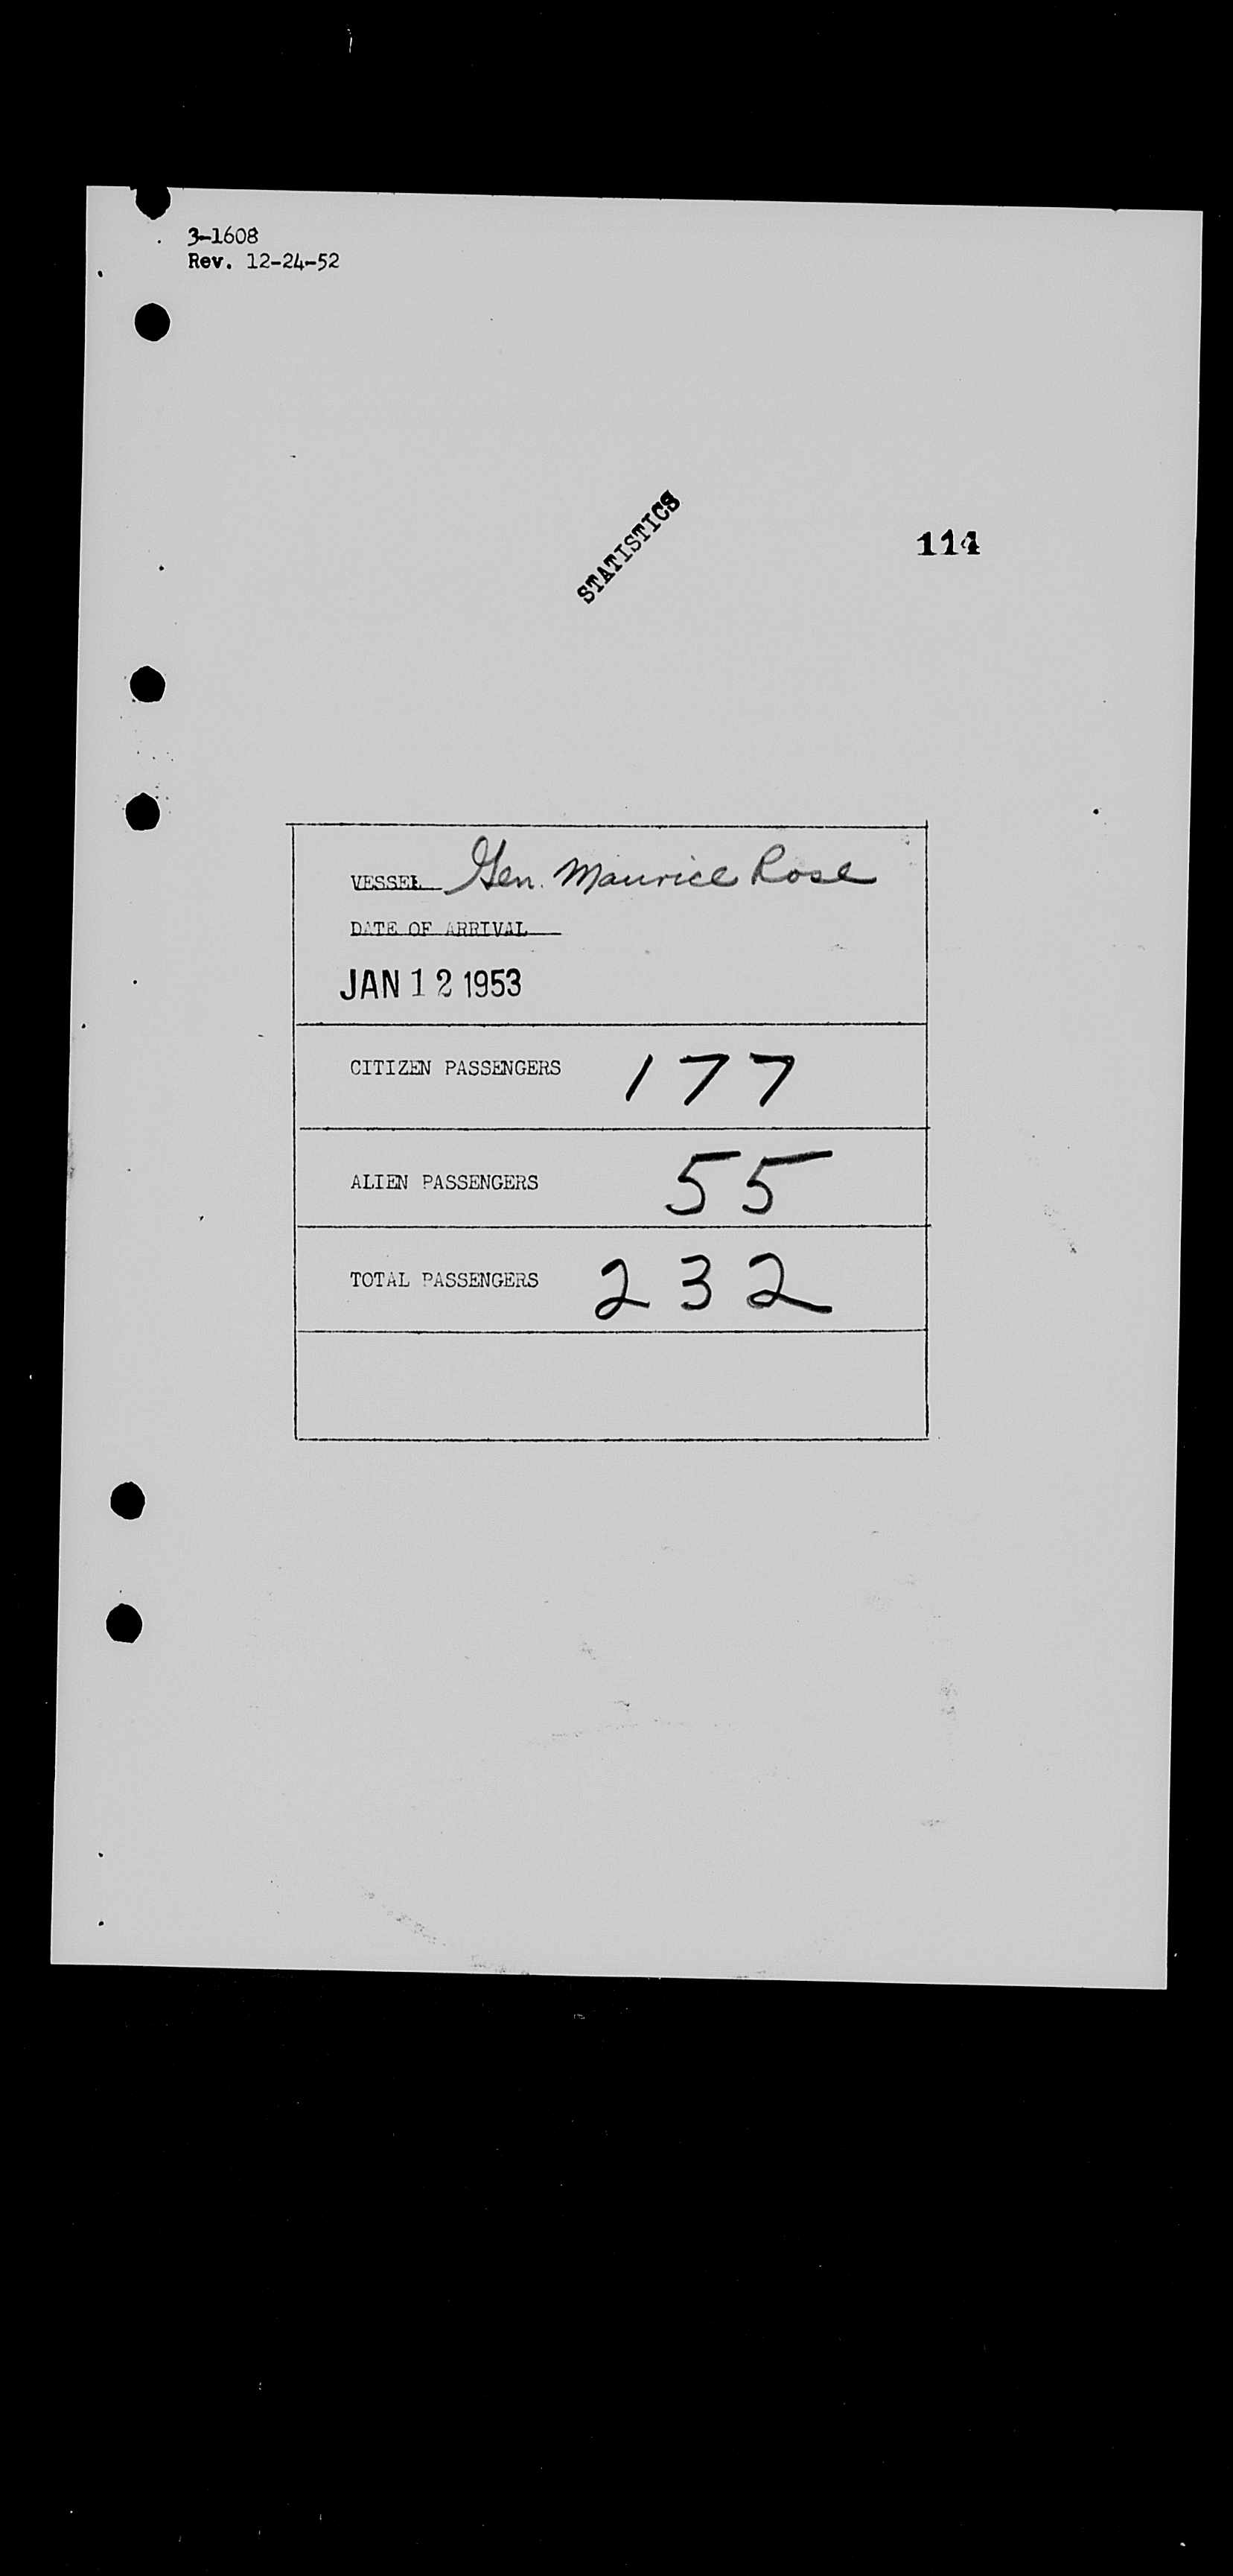 3-1608
Rev. 12-24-52
STATISTICS
114
VESSEL Gen. Maurice Rose
DATE OF ARRIVAL
JAN 12 1953
CITIZEN PASSENGERS 177
ALIEN PASSENGERS 55
TOTAL PASSENGERS 232